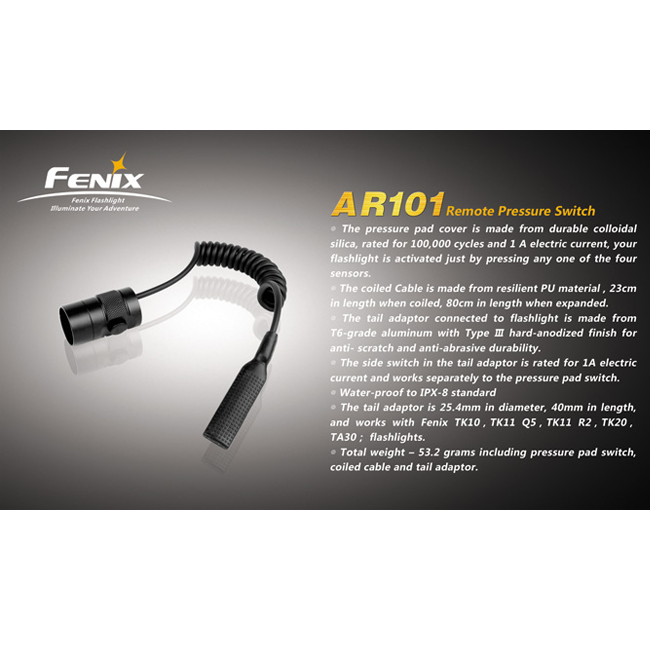 FENIX
Fenix Flashlight
Illuminate Your Adventure
AR101 Remote Pressure Switch
● The pressure pad cover is made from durable colloidal
silica, rated for 100,000 cycles and 1 A electric current, your
flashlight is activated just by pressing any one of the four
sensors.
● The coiled Cable is made from resilient PU material , 23cm
in length when coiled, 80cm in length when expanded.
● The tail adaptor connected to flashlight is made from
T6-grade aluminum with Type Ⅲ hard-anodized finish for
anti- scratch and anti-abrasive durability.
● The side switch in the tail adaptor is rated for 1A electric
current and works separately to the pressure pad switch.
● Water-proof to IPX-8 standard
● The tail adaptor is 25.4mm in diameter, 40mm in length,
and works with Fenix TK10 , TK11 Q5 , TK11 R2 , TK20 ,
TA30 ; flashlights.
● Total weight – 53.2 grams including pressure pad switch,
coiled cable and tail adaptor.